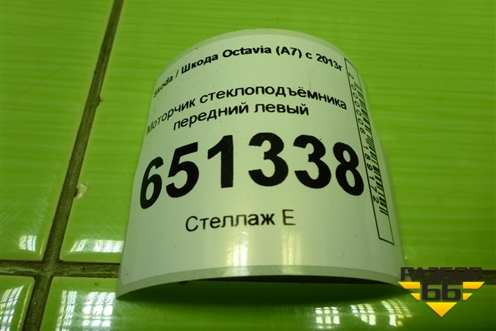 Skoda / Шкода Octavia (A7) с 2013г
Моторчик стеклоподъёмника
передний левый
651338
Стеллаж Е
РАЗБОР
66